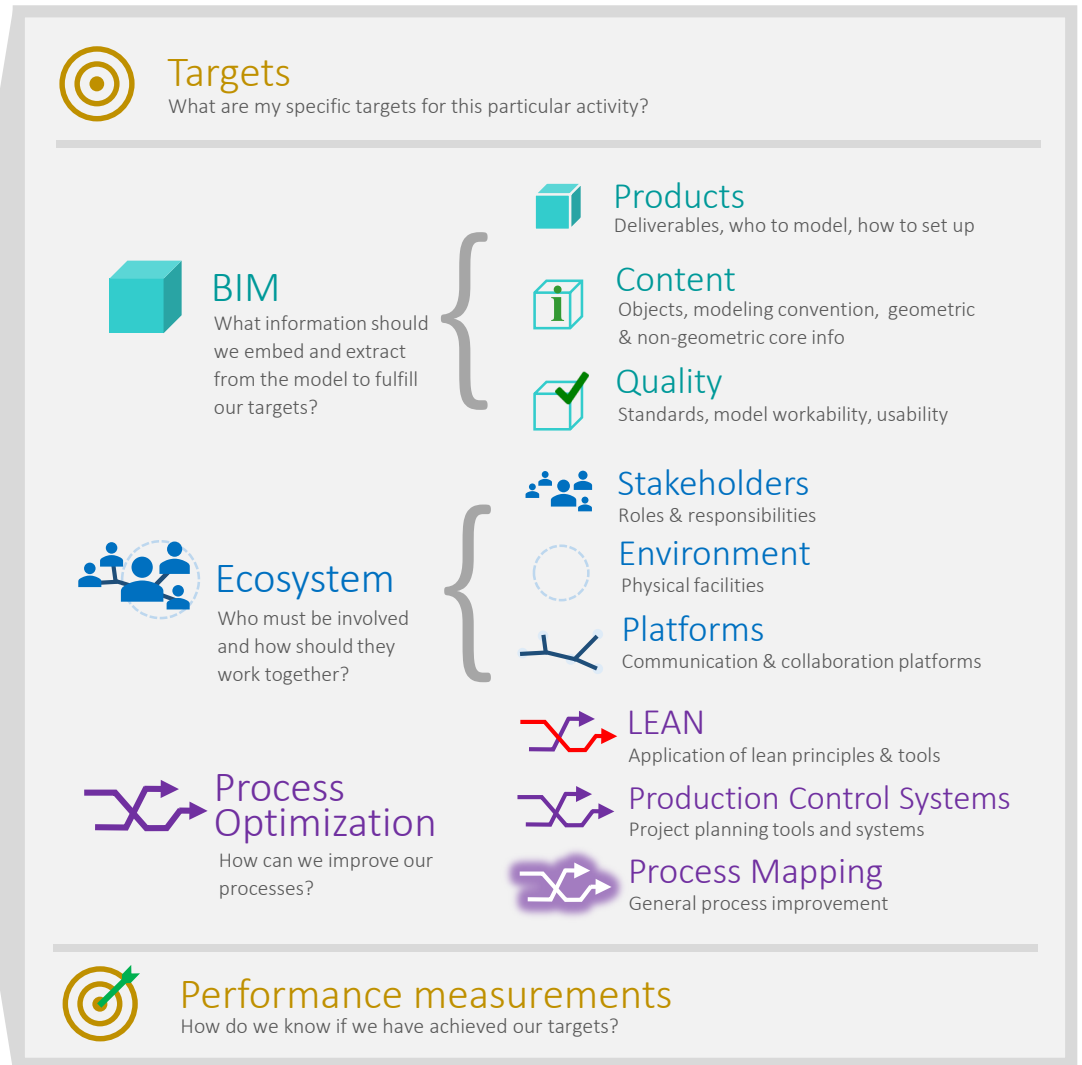 Targets
What are my specific targets for this particular activity?
BIM
What information should
we embed and extract
from the model to fulfill
our targets?
Products
Deliverables, who to model, how to set up
Content
Objects, modeling convention, geometric
& non-geometric core info
Quality
Standards, model workability, usability
Ecosystem
Who must be involved
and how should they
work together?
Stakeholders
Roles & responsibilities
Environment
Physical facilities
Platforms
Communication & collaboration platforms
Process
Optimization
How can we improve our
processes?
LEAN
Application of lean principles & tools
Production Control Systems
Project planning tools and systems
Process Mapping
General process improvement
Performance measurements
How do we know if we have achieved our targets?